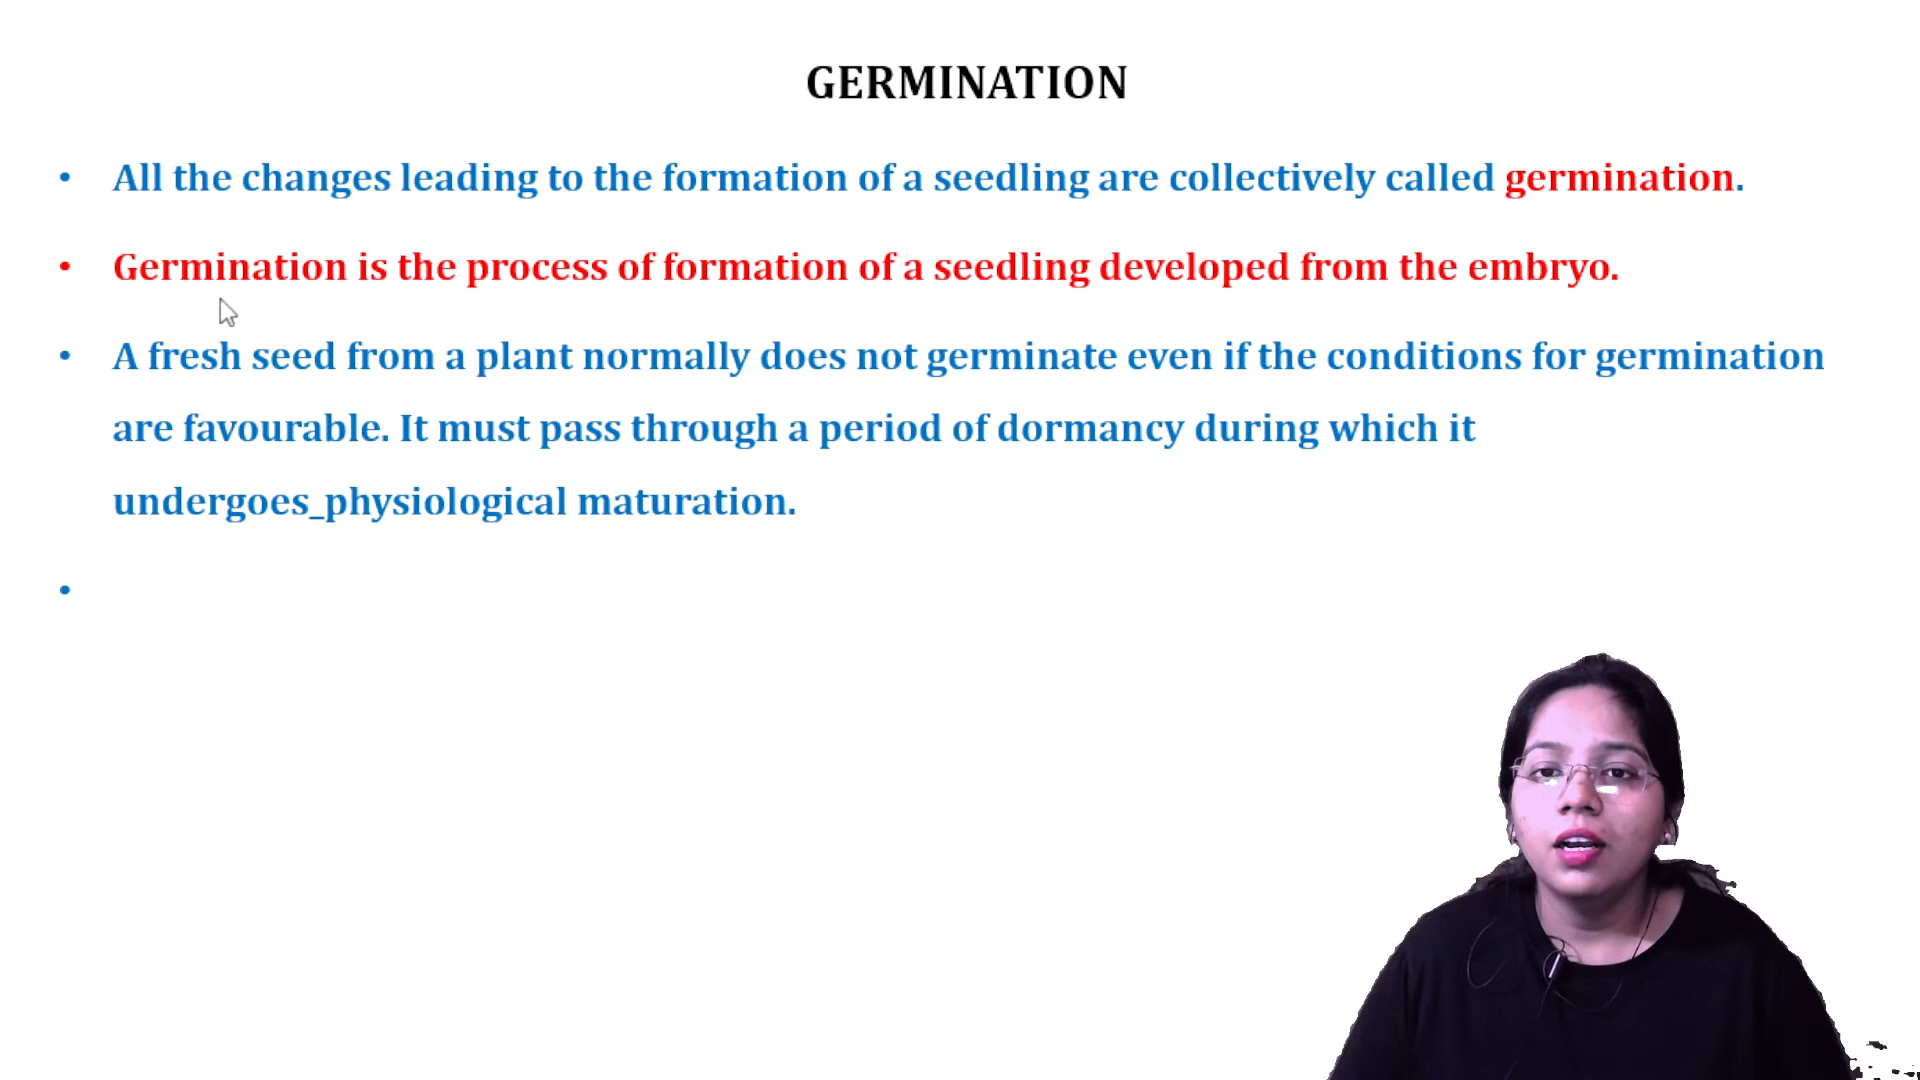 GERMINATION
• All the changes leading to the formation of a seedling are collectively called germination.
• Germination is the process of formation of a seedling developed from the embryo.
• A fresh seed from a plant normally does not germinate even if the conditions for germination
are favourable. It must pass through a period of dormancy during which it
undergoes_physiological maturation.
•